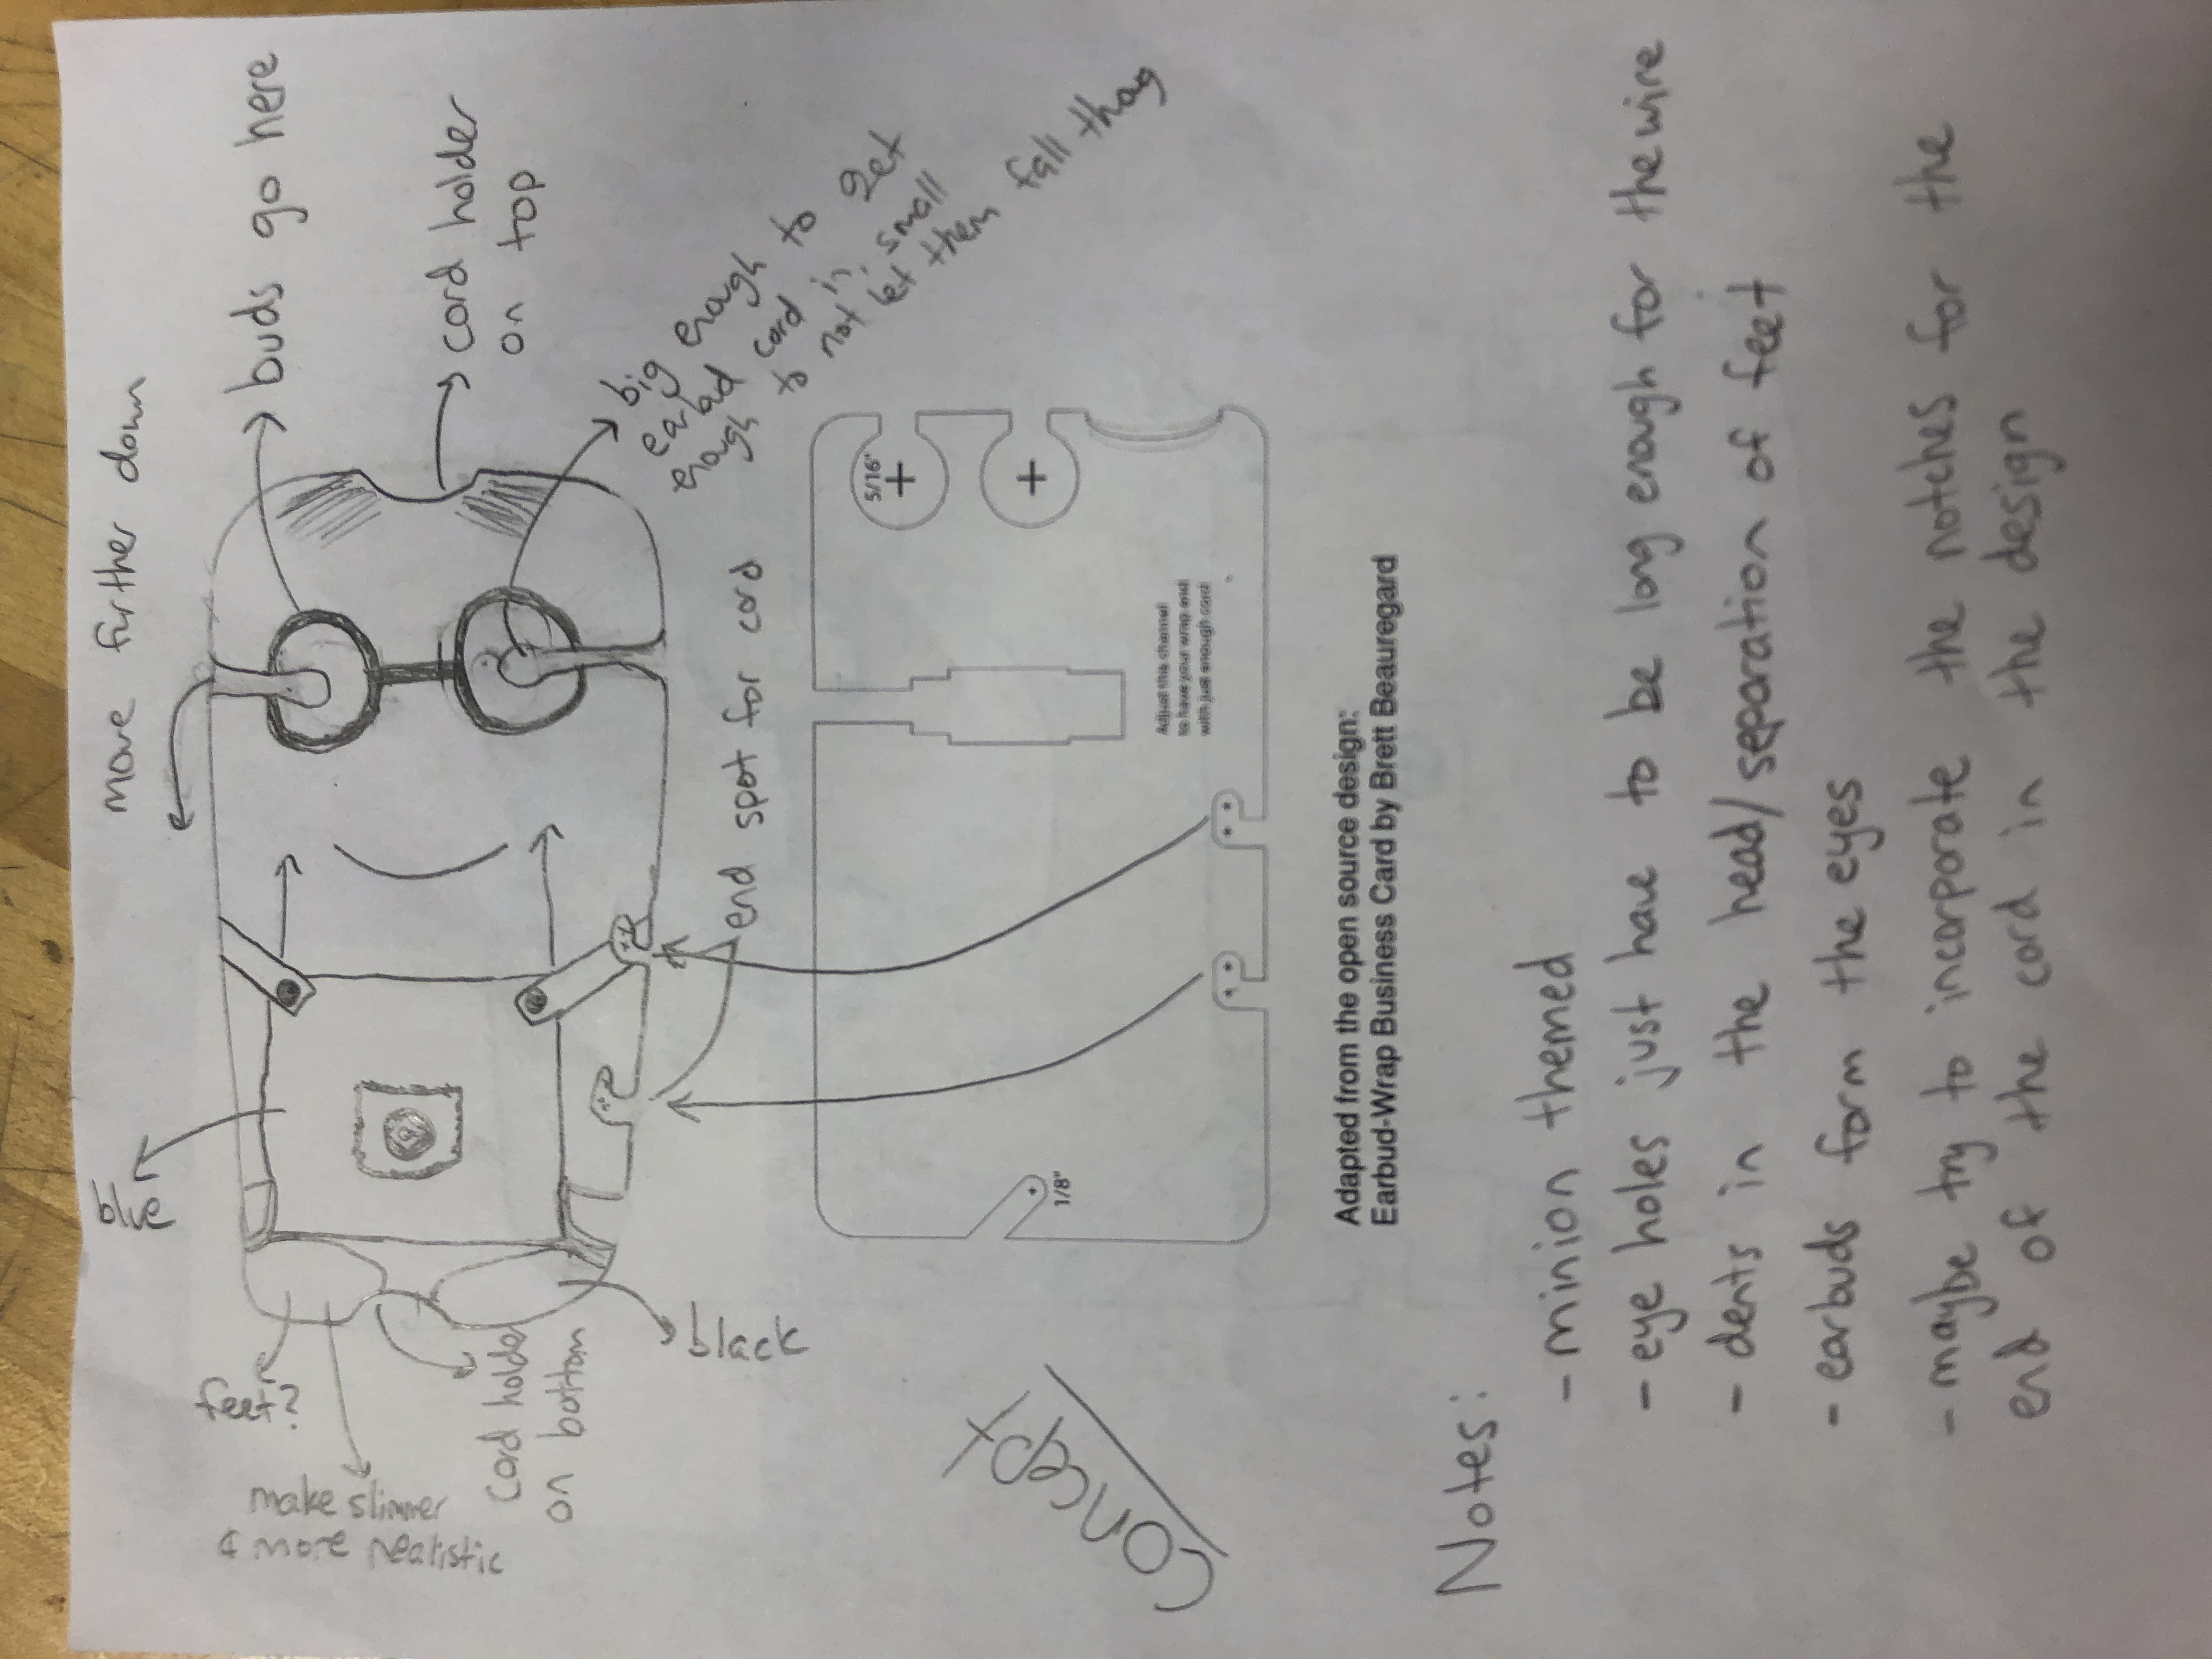 move further down
blue
feet?
make slimmer
& more realistic
buds go here
cord holder
on top
cord holder
on bottom
black
end spot for cord
big enough to get
earbud cord in, small
enough to not let them fall thoug
5/16"
1/8"
Adjust this channel
to have your wrap end
with just enough cord
Concept
Adapted from the open source design:
Earbud-Wrap Business Card by Brett Beauregard
Notes:
- minion themed
- eye holes just have to be long enough for the wire
- dents in the head/separation of feet
- earbuds form the eyes
- maybe try to incorporate the notches for the
end of the cord in the design